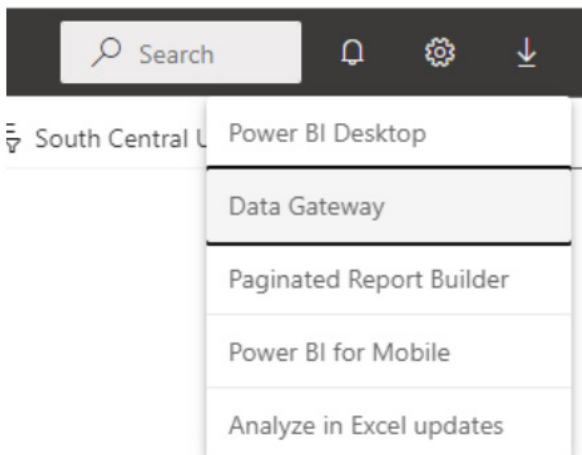 Search
South Central U
Power BI Desktop
Data Gateway
Paginated Report Builder
Power BI for Mobile
Analyze in Excel updates